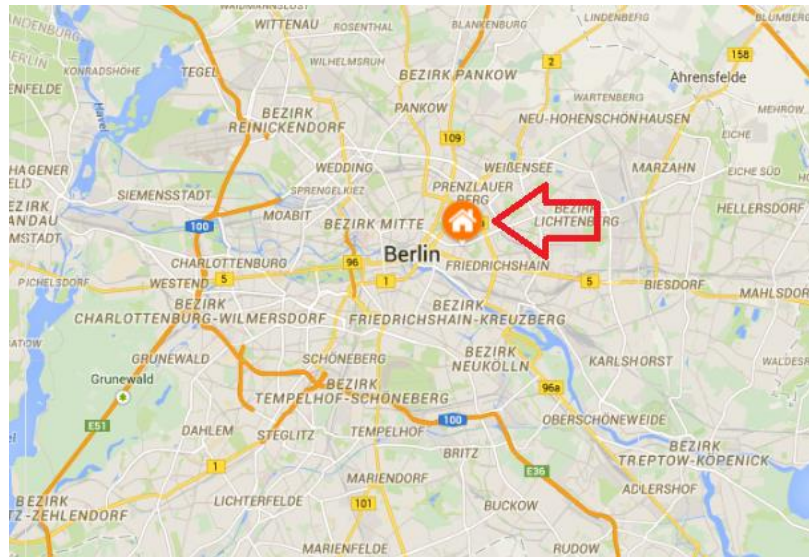 WITTENAU
ROSENTHAL
BLANKENBURG
LINDENBERG
BLUMBERG
WILHELMSRUH
KONRADSHÖHE
TEGEL
BEZIRK PANKOW
2
158
Ahrensfelde
WARTENBERG
MEHROW
PANKOW
BEZIRK
REINICKENDORF
NEU-HOHENSCHÖNHAUSEN
109
EICHE
Havel
WEDDING
WEIßENSEE
MARZAHN
EICHE SÜD
SIEMENSSTADT
SPRENGELKIEZ
PRENZLAUER
BERG
HELLERSDORF
MOABIT
BEZIRK MITTE
BEZIRK
LICHTENBERG
100
Berlin
CHARLOTTENBURG
96
FRIEDRICHSHAIN
PICHELSDORF
WESTEND
5
1
5
BIESDORF
MAHLSDOR
BEZIRK
CHARLOTTENBURG-WILMERSDORF
BEZIRK
FRIEDRICHSHAIN-KREUZBERG
GRUNEWALD
SCHÖNEBERG
BEZIRK
NEUKÖLLN
KARLSHORST
WALDES
Grunewald
BEZIRK
TEMPELHOF-SCHÖNEBERG
96a
E51
DAHLEM
STEGLITZ
TEMPELHOF
100
OBERSCHÖNEWEIDE
BRITZ
BEZIRK
TREPTOW-KÖPENICK
1
E36
MARIENDORF
ADLERSHOF
BEZIRK
TZ-ZEHLENDORF
LICHTERFELDE
101
BUCKOW
MARIENFELDE
RUDOW